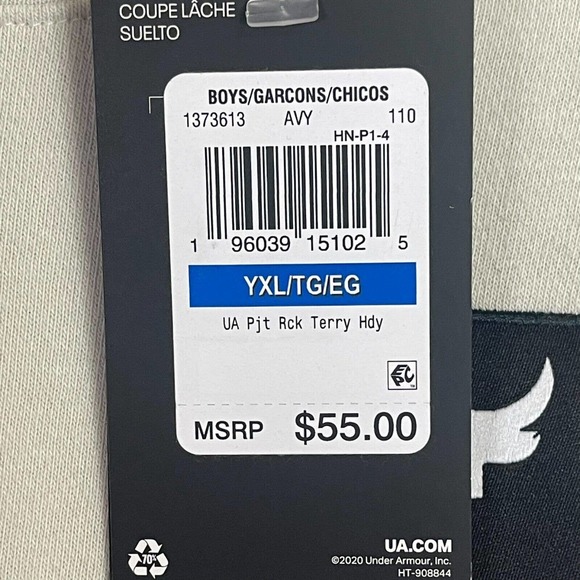 COUPE LÂCHE
SUELTO
BOYS/GARCONS/CHICOS
1373613 AVY 110
HN-P1-4
1 96039 15102 5
YXL/TG/EG
UA Pjt Rck Terry Hdy
EPC
MSRP $55.00
70%
UA.COM
©2020 Under Armour, Inc.
HT-908844